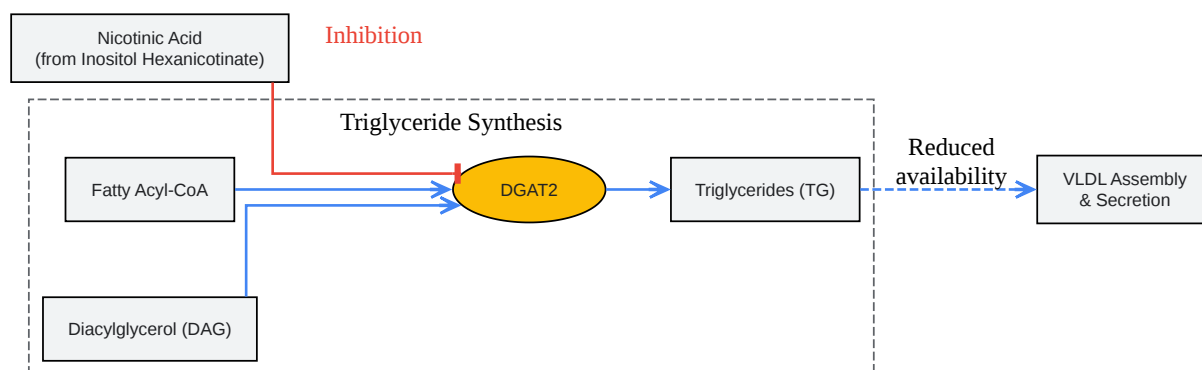 Nicotinic Acid
(from Inositol Hexanicotinate)
Inhibition
Triglyceride Synthesis
Fatty Acyl-CoA
DGAT2
Triglycerides (TG)
Reduced
availability
VLDL Assembly
& Secretion
Diacylglycerol (DAG)